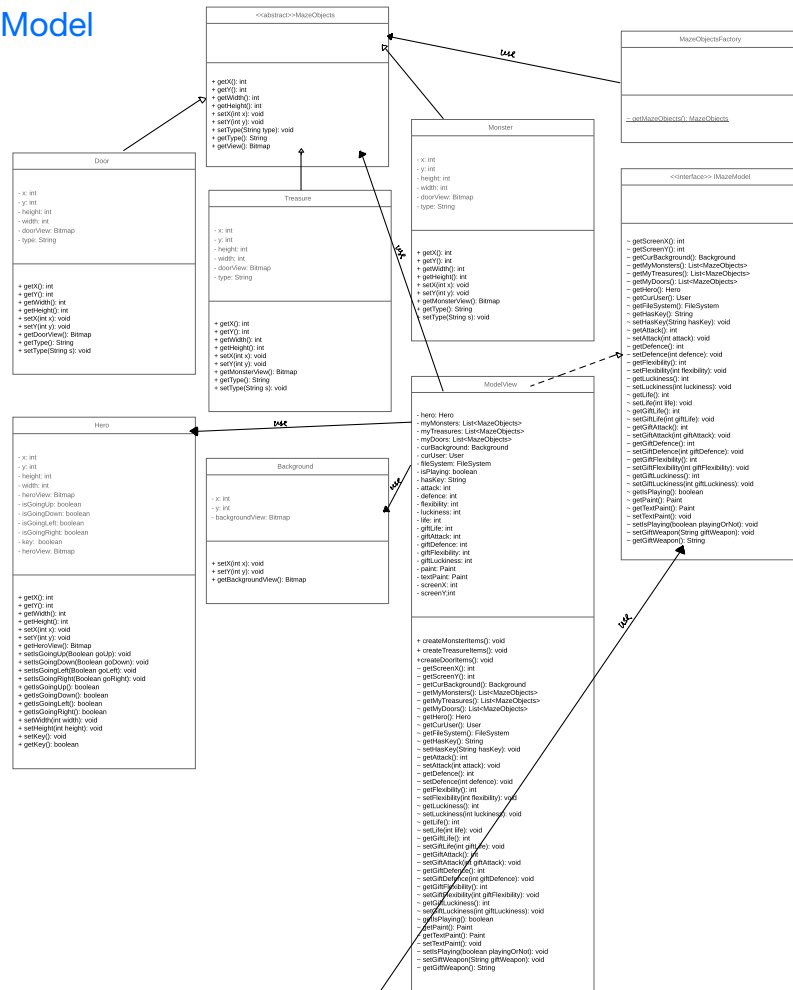 Model
<<abstract>>MazeObjects
+ getX(): int
+ getY(): int
+ getWidth(): int
+ getHeight(): int
+ setX(int x): void
+ setY(int y): void
+ setType(String type): void
+ getType(): String
+ getView(): Bitmap
use
MazeObjectsFactory
~ getMazeObjects(): MazeObjects
Door
- x: int
- y: int
- height: int
- width: int
- doorView: Bitmap
- type: String
+ getX(): int
+ getY(): int
+ getWidth(): int
+ getHeight(): int
+ setX(int x): void
+ setY(int y): void
+ getDoorView(): Bitmap
+ getType(): String
+ setType(String s): void
Treasure
- x: int
- y: int
- height: int
- width: int
- doorView: Bitmap
- type: String
+ getX(): int
+ getY(): int
+ getWidth(): int
+ getHeight(): int
+ setX(int x): void
+ setY(int y): void
+ getMonsterView(): Bitmap
+ getType(): String
+ setType(String s): void
use
Monster
- x: int
- y: int
- height: int
- width: int
- doorView: Bitmap
- type: String
+ getX(): int
+ getY(): int
+ getWidth(): int
+ getHeight(): int
+ setX(int x): void
+ setY(int y): void
+ getMonsterView(): Bitmap
+ getType(): String
+ setType(String s): void
<<interface>> IMazeModel
~ getScreenX(): int
~ getScreenY(): int
~ getCurBackground(): Background
~ getMyMonsters(): List<MazeObjects>
~ getMyTreasures(): List<MazeObjects>
~ getMyDoors(): List<MazeObjects>
~ getHero(): Hero
~ getCurUser(): User
~ getFileSystem(): FileSystem
~ getHasKey(): String
~ setHasKey(String hasKey): void
~ getAttack(): int
~ setAttack(int attack): void
~ getDefence(): int
~ setDefence(int defence): void
~ getFlexibility(): int
~ setFlexibility(int flexibility): void
~ getLuckiness(): int
~ setLuckiness(int luckiness): void
~ getLife(): int
~ setLife(int life): void
~ getGiftLife(): int
~ setGiftLife(int giftLife): void
~ getGiftAttack(): int
~ setGiftAttack(int giftAttack): void
~ getGiftDefence(): int
~ setGiftDefence(int giftDefence): void
~ getGiftFlexibility(): int
~ setGiftFlexibility(int giftFlexibility): void
~ getGiftLuckiness(): int
~ setGiftLuckiness(int giftLuckiness): void
~ getIsPlaying(): boolean
~ getPaint(): Paint
~ getTextPaint(): Paint
~ setTextPaint(): void
~ setIsPlaying(boolean playingOrNot): void
~ setGiftWeapon(String giftWeapon): void
~ getGiftWeapon(): String
Hero
- x: int
- y: int
- height: int
- width: int
- heroView: Bitmap
- isGoingUp: boolean
- isGoingDown: boolean
- isGoingLeft: boolean
- isGoingRight: boolean
- key: boolean
- heroView: Bitmap
+ getX(): int
+ getY(): int
+ getWidth(): int
+ getHeight(): int
+ setX(int x): void
+ setY(int y): void
+ getHeroView(): Bitmap
+ setIsGoingUp(Boolean goUp): void
+ setIsGoingDown(Boolean goDown): void
+ setIsGoingLeft(Boolean goLeft): void
+ setIsGoingRight(Boolean goRight): void
+ getIsGoingUp(): boolean
+ getIsGoingDown(): boolean
+ getIsGoingLeft(): boolean
+ getIsGoingRight(): boolean
+ setWidth(int width): void
+ setHeight(int height): void
+ setKey(): void
+ getKey(): boolean
use
Background
- x: int
- y: int
- backgroundView: Bitmap
+ setX(int x): void
+ setY(int y): void
+ getBackgroundView(): Bitmap
use
ModelView
- hero: Hero
- myMonsters: List<MazeObjects>
- myTreasures: List<MazeObjects>
- myDoors: List<MazeObjects>
- curBackground: Background
- curUser: User
- fileSystem: FileSystem
- isPlaying: boolean
- hasKey: String
- attack: int
- defence: int
- flexibility: int
- luckiness: int
- life: int
- giftLife: int
- giftAttack: int
- giftDefence: int
- giftFlexibility: int
- giftLuckiness: int
- paint: Paint
- textPaint: Paint
- screenX: int
- screenY;int
+ createMonsterItems(): void
+ createTreasureItems(): void
+createDoorItems(): void
~ getScreenX(): int
~ getScreenY(): int
~ getCurBackground(): Background
~ getMyMonsters(): List<MazeObjects>
~ getMyTreasures(): List<MazeObjects>
~ getMyDoors(): List<MazeObjects>
~ getHero(): Hero
~ getCurUser(): User
~ getFileSystem(): FileSystem
~ getHasKey(): String
~ setHasKey(String hasKey): void
~ getAttack(): int
~ setAttack(int attack): void
~ getDefence(): int
~ setDefence(int defence): void
~ getFlexibility(): int
~ setFlexibility(int flexibility): void
~ getLuckiness(): int
~ setLuckiness(int luckiness): void
~ getLife(): int
~ setLife(int life): void
~ getGiftLife(): int
~ setGiftLife(int giftLife): void
~ getGiftAttack(): int
~ setGiftAttack(int giftAttack): void
~ getGiftDefence(): int
~ setGiftDefence(int giftDefence): void
~ getGiftFlexibility(): int
~ setGiftFlexibility(int giftFlexibility): void
~ getGiftLuckiness(): int
~ setGiftLuckiness(int giftLuckiness): void
~ getIsPlaying(): boolean
~ getPaint(): Paint
~ getTextPaint(): Paint
~ setTextPaint(): void
~ setIsPlaying(boolean playingOrNot): void
~ setGiftWeapon(String giftWeapon): void
~ getGiftWeapon(): String
use